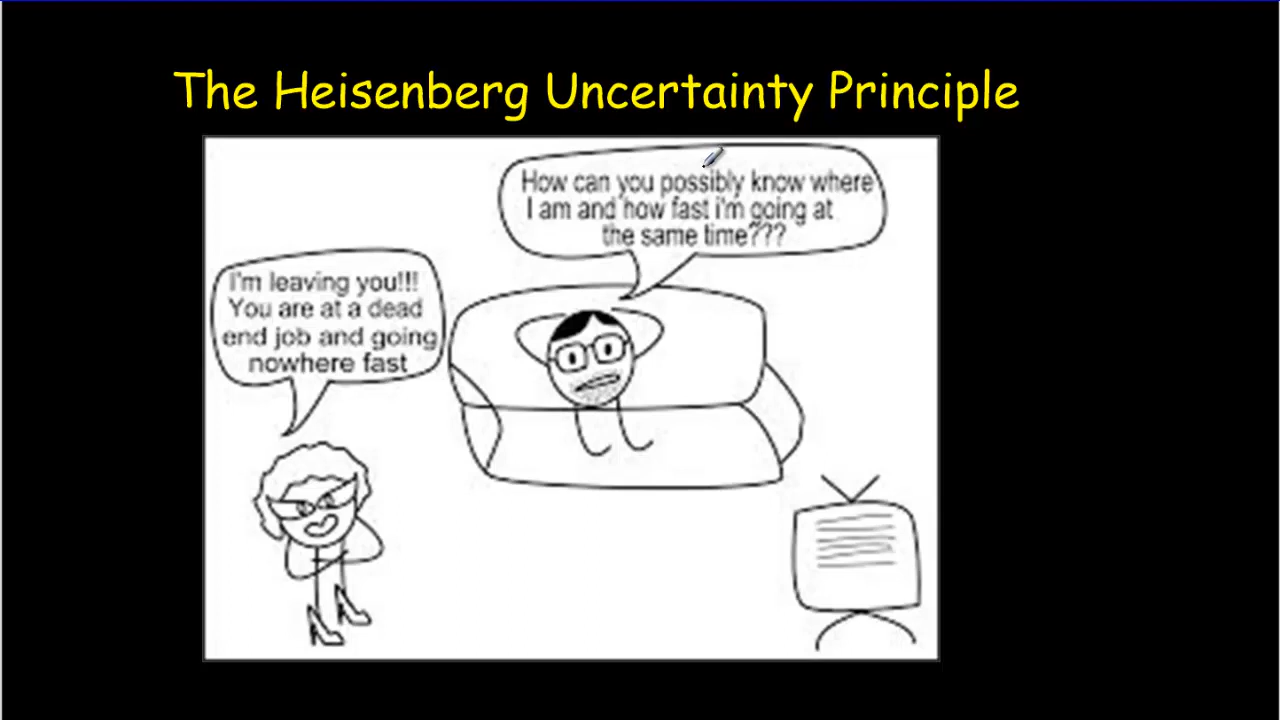 The Heisenberg Uncertainty Principle
How can you possibly know where
I am and how fast i'm going at
the same time???
I'm leaving you!!!
You are at a dead
end job and going
nowhere fast